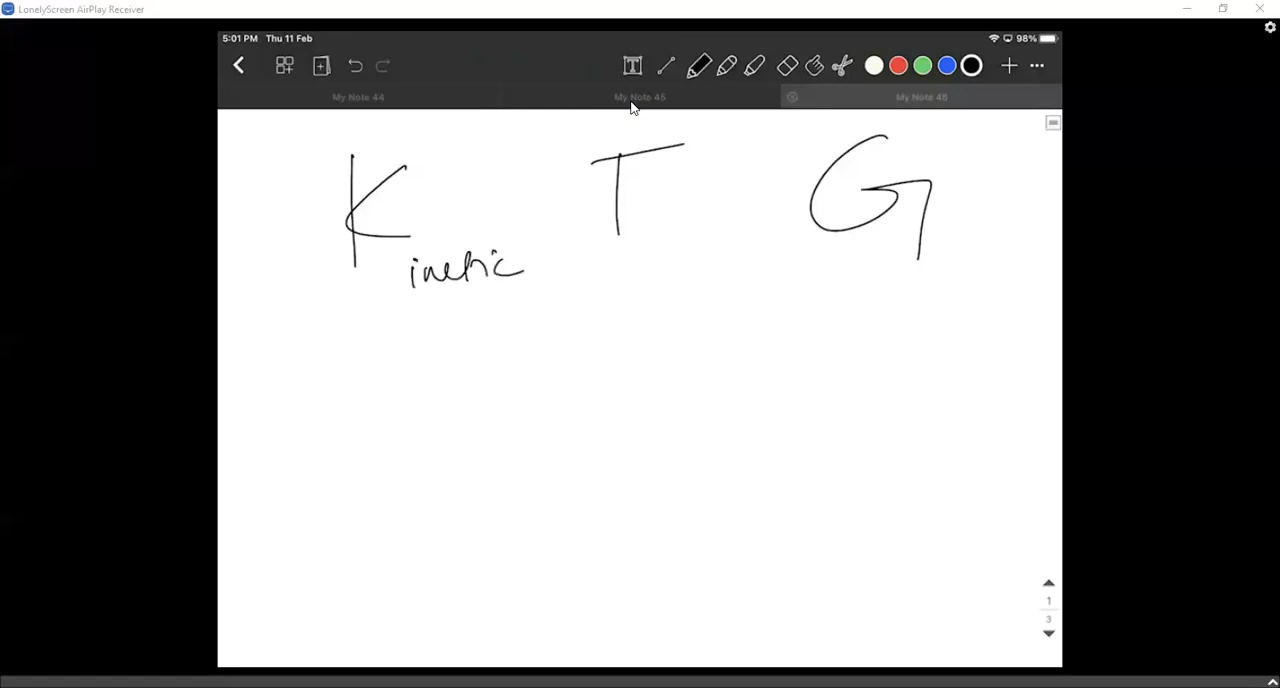 LonelyScreen AirPlay Receiver
5:01 PM Thu 11 Feb 98%
My Note 44 My Note 45 My Note 46
K T G
inetic
1
3